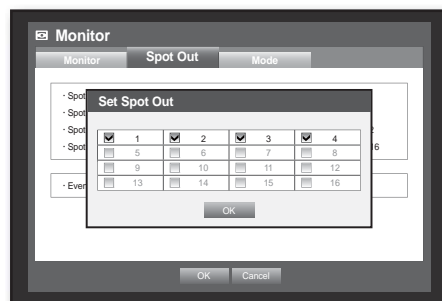 Monitor
Monitor Spot Out Mode
· Spot
· Spot
· Spot 2
· Spot 16
· Even
Set Spot Out
1 2 3 4
5 6 7 8
9 10 11 12
13 14 15 16
OK
OK Cancel